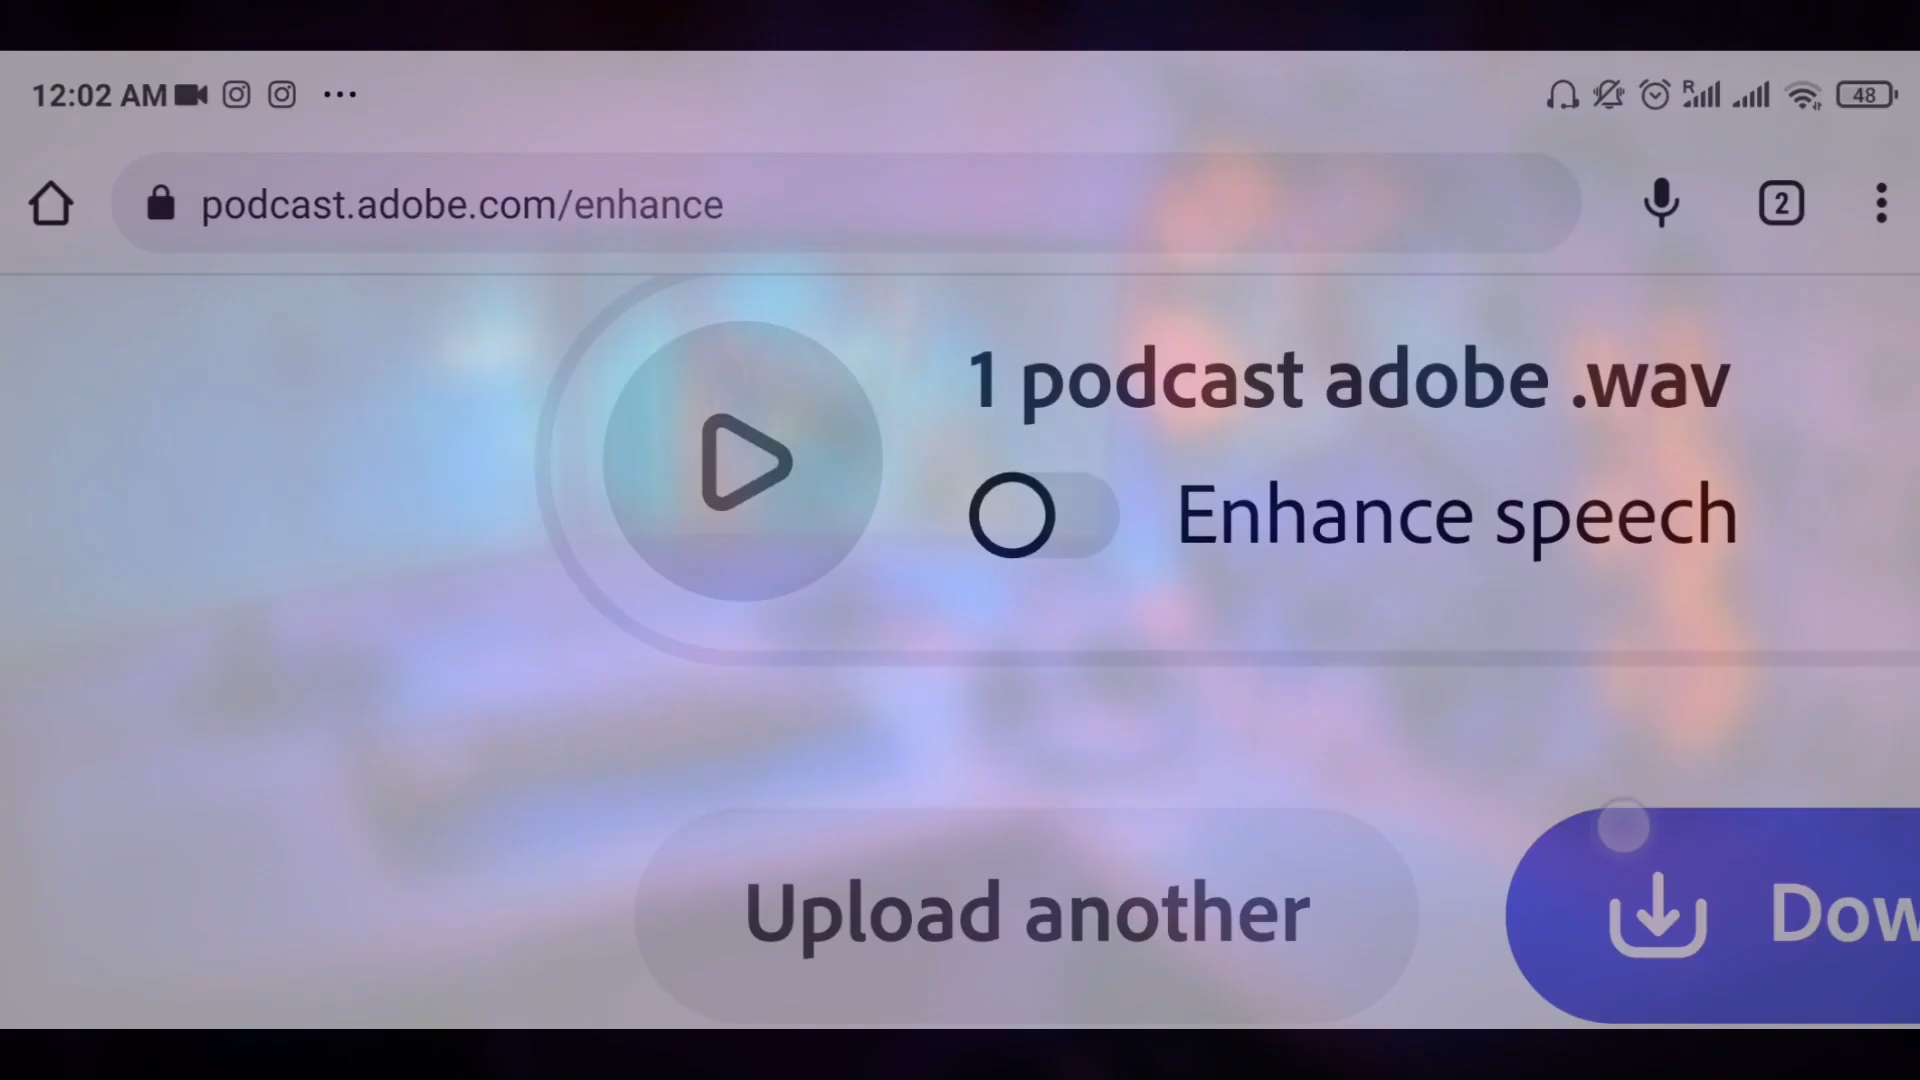 12:02 AM
R
48
podcast.adobe.com/enhance
2
1 podcast adobe .wav
Enhance speech
Upload another
Dow